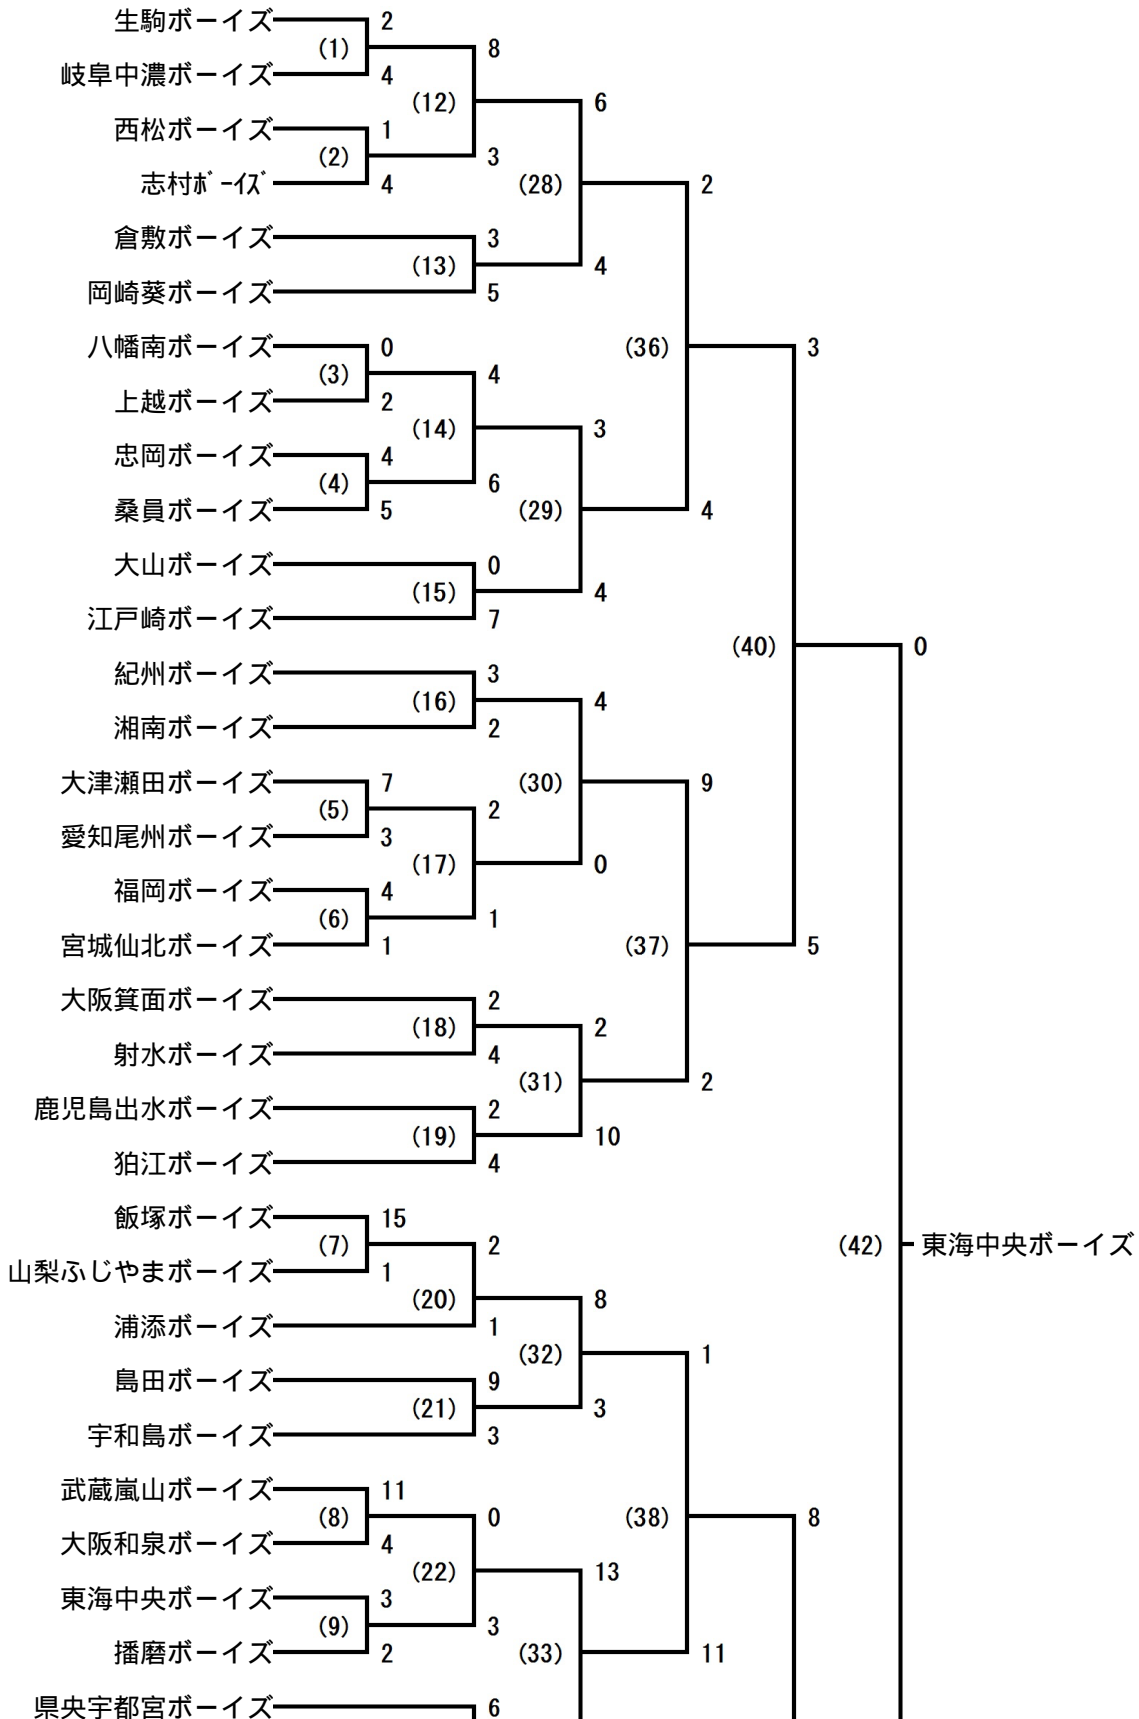 生駒ボーイズ 2
(1) 8
岐阜中濃ボーイズ 4
(12) 6
西松ボーイズ 1
(2) 3
志村ﾎﾞｰｲｽﾞ 4
(28) 2
倉敷ボーイズ 3
(13) 4
岡崎葵ボーイズ 5
八幡南ボーイズ 0
(36) 3
(3) 4
上越ボーイズ 2
(14) 3
忠岡ボーイズ 4
(4) 6
桑員ボーイズ 5
(29) 4
大山ボーイズ 0
(15) 4
江戸崎ボーイズ 7
(40) 0
紀州ボーイズ 3
(16) 4
湘南ボーイズ 2
大津瀬田ボーイズ 7
(30) 9
(5) 2
愛知尾州ボーイズ 3
(17) 0
福岡ボーイズ 4
(6) 1
宮城仙北ボーイズ 1
(37) 5
大阪箕面ボーイズ 2
(18) 2
射水ボーイズ 4
(31) 2
鹿児島出水ボーイズ 2
(19) 10
狛江ボーイズ 4
飯塚ボーイズ 15
(7) 2
(42) 東海中央ボーイズ
山梨ふじやまボーイズ 1
(20) 8
浦添ボーイズ 1
(32) 1
島田ボーイズ 9
(21) 3
宇和島ボーイズ 3
武蔵嵐山ボーイズ 11
(8) 0
(38) 8
大阪和泉ボーイズ 4
(22) 13
東海中央ボーイズ 3
(9) 3
播磨ボーイズ 2
(33) 11
県央宇都宮ボーイズ 6